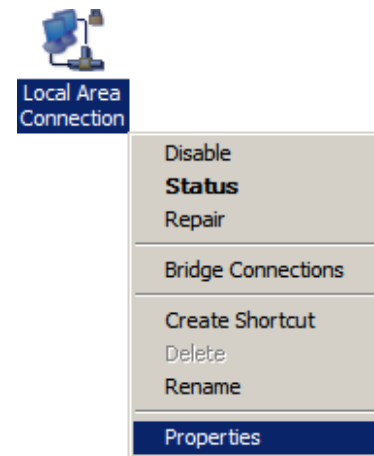 Local Area
Connection
Disable
Status
Repair
Bridge Connections
Create Shortcut
Delete
Rename
Properties